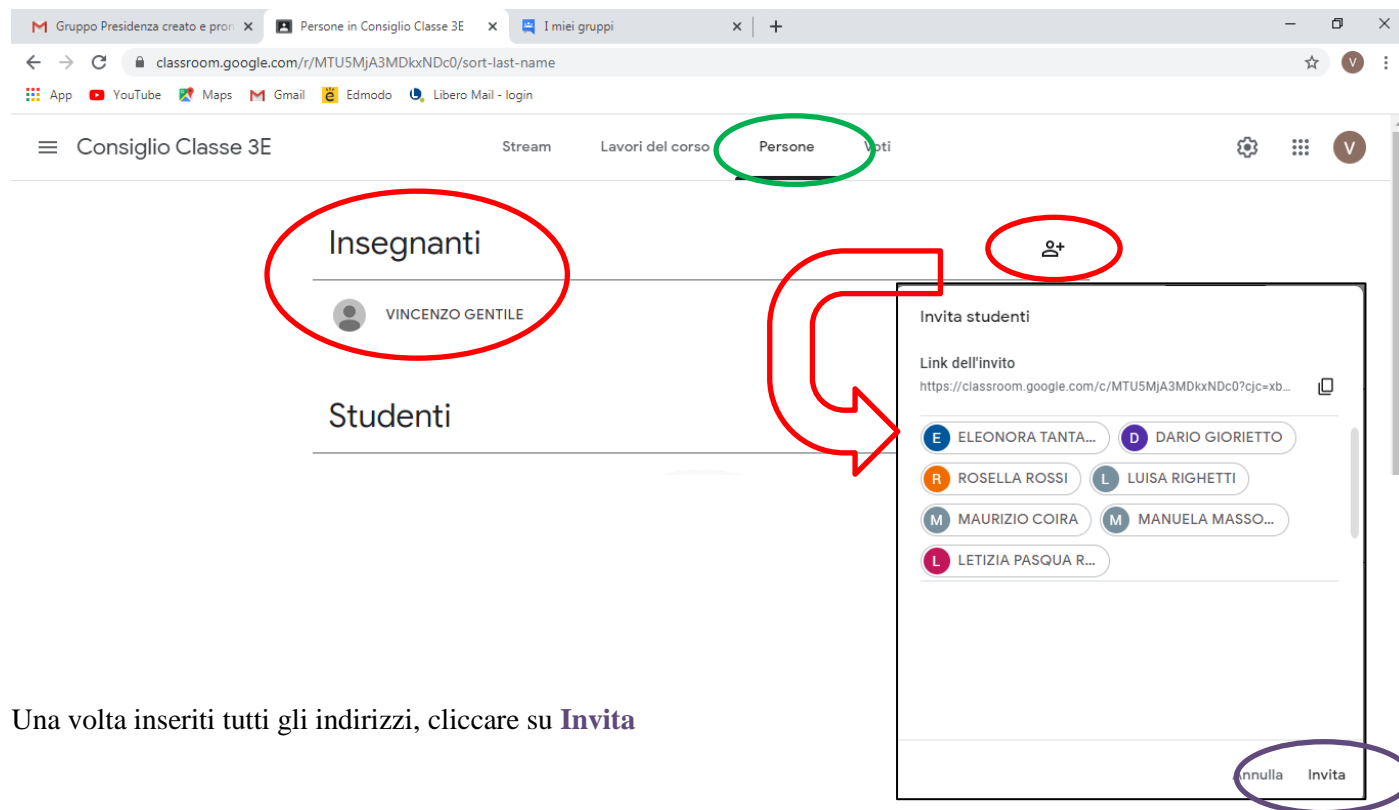 Gruppo Presidenza creato e pron
Persone in Consiglio Classe 3E
I miei gruppi
classroom.google.com/r/MTU5MjA3MDkxNDc0/sort-last-name
V
App YouTube Maps Gmail Edmodo Libero Mail - login
Consiglio Classe 3E
Stream Lavori del corso Persone Voti
V
Insegnanti
VINCENZO GENTILE
Studenti
Invita studenti
Link dell'invito
https://classroom.google.com/c/MTU5MjA3MDkxNDc0?cjc=xb...
E ELEONORA TANTA... D DARIO GIORIETTO
R ROSELLA ROSSI L LUISA RIGHETTI
M MAURIZIO COIRA M MANUELA MASSO...
L LETIZIA PASQUA R...
Annulla Invita
Una volta inseriti tutti gli indirizzi, cliccare su Invita